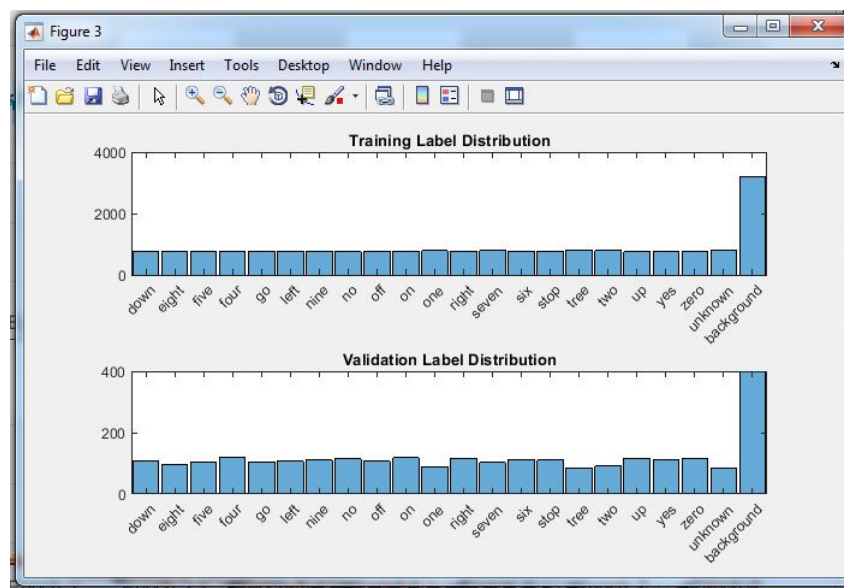 Figure 3
File Edit View Insert Tools Desktop Window Help
Training Label Distribution
4000
2000
0
down eight five four go left nine no off on one right seven six stop tree two up yes zero unknown background
Validation Label Distribution
400
200
0
down eight five four go left nine no off on one right seven six stop tree two up yes zero unknown background